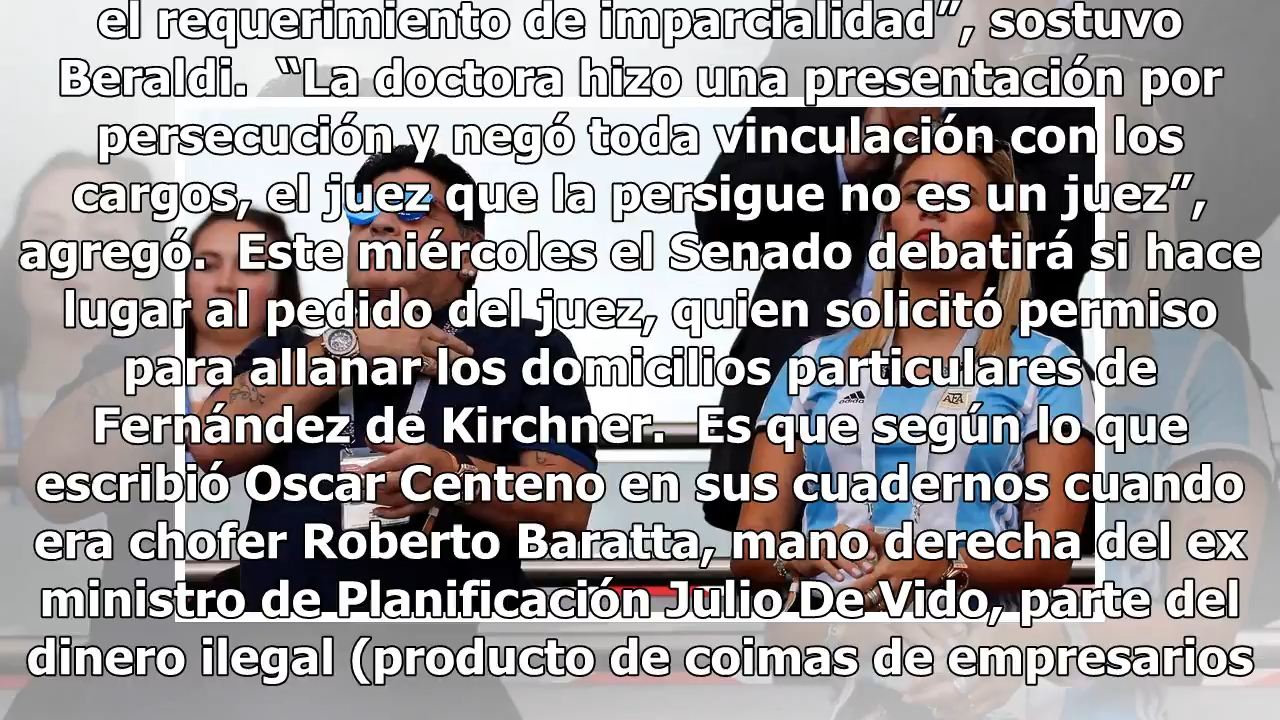 el requerimiento de imparcialidad”, sostuvo
Beraldi.  “La doctora hizo una presentación por
persecución y negó toda vinculación con los
cargos, el juez que la persigue no es un juez”,
agregó.  Este miércoles el Senado debatirá si hace
lugar al pedido del juez, quien solicitó permiso
para allanar los domicilios particulares de
Fernández de Kirchner.  Es que según lo que
escribió Oscar Centeno en sus cuadernos cuando
era chofer Roberto Baratta, mano derecha del ex
ministro de Planificación Julio De Vido, parte del
dinero ilegal (producto de coimas de empresarios
adidas
AFA